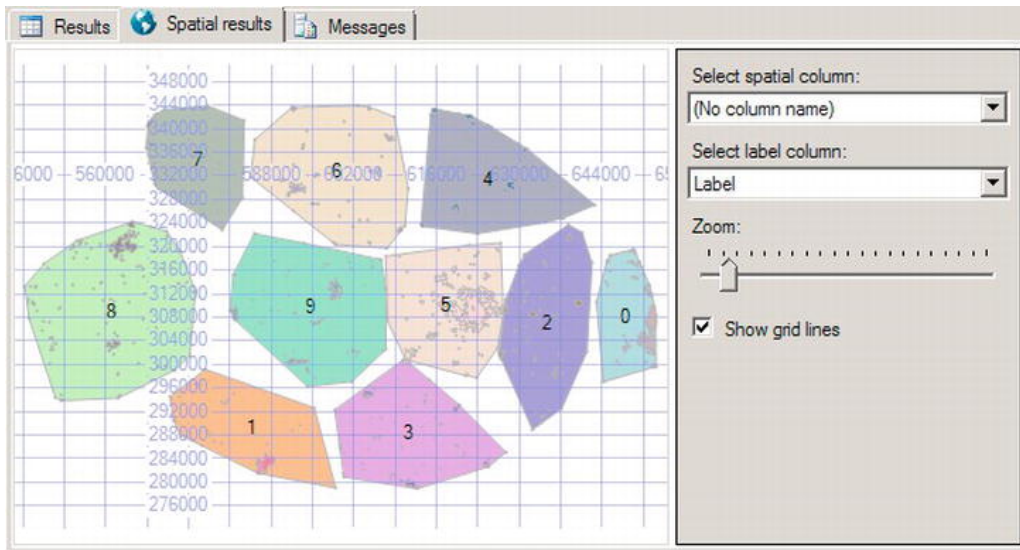 Results Spatial results Messages
348000
344000
340000
336000
7 6
6000 560000 332000 588000 602000 616000 4 630000 644000 65
328000
324000
320000
316000
8 312000 9 5 2 0
308000
304000
300000
296000
292000
1 3
288000
284000
280000
276000
Select spatial column:
(No column name)
Select label column:
Label
Zoom:
Show grid lines